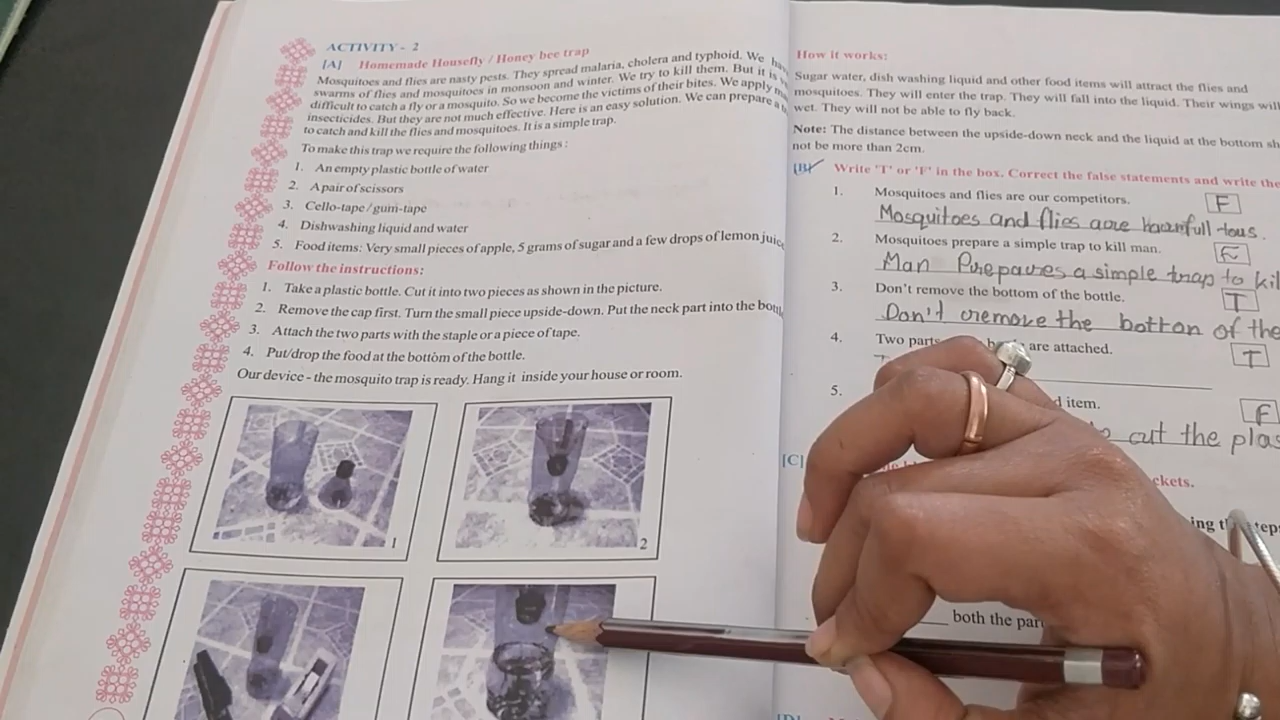 ACTIVITY - 2
[A] Homemade Housefly / Honey bee trap
Mosquitoes and flies are nasty pests. They spread malaria, cholera and typhoid. We
swarms of flies and mosquitoes in monsoon and winter. We try to kill them. But it is
difficult to catch a fly or a mosquito. So we become the victims of their bites. We apply
insecticides. But they are not much effective. Here is an easy solution. We can prepare a
to catch and kill the flies and mosquitoes. It is a simple trap.
To make this trap we require the following things :
1. An empty plastic bottle of water
2. A pair of scissors
3. Cello-tape / gum-tape
4. Dishwashing liquid and water
5. Food items: Very small pieces of apple, 5 grams of sugar and a few drops of lemon juic
Follow the instructions:
1. Take a plastic bottle. Cut it into two pieces as shown in the picture.
2. Remove the cap first. Turn the small piece upside-down. Put the neck part into the bott
3. Attach the two parts with the staple or a piece of tape.
4. Put/drop the food at the bottom of the bottle.
Our device - the mosquito trap is ready. Hang it inside your house or room.
1
2
How it works:
Sugar water, dish washing liquid and other food items will attract the flies and
mosquitoes. They will enter the trap. They will fall into the liquid. Their wings will
wet. They will not be able to fly back.
Note: The distance between the upside-down neck and the liquid at the bottom sh
not be more than 2cm.
[B] Write 'T' or 'F' in the box. Correct the false statements and write the
1. Mosquitoes and flies are our competitors. F
Mosquitoes and flies are harmfull to us.
2. Mosquitoes prepare a simple trap to kill man. F
Man Prepares a simple trap to kil
3. Don't remove the bottom of the bottle. T
Don't remove the botton of the
4. Two parts are attached. T
5. d item. F
cut the plas
[C] ckets.
ing step
both the par